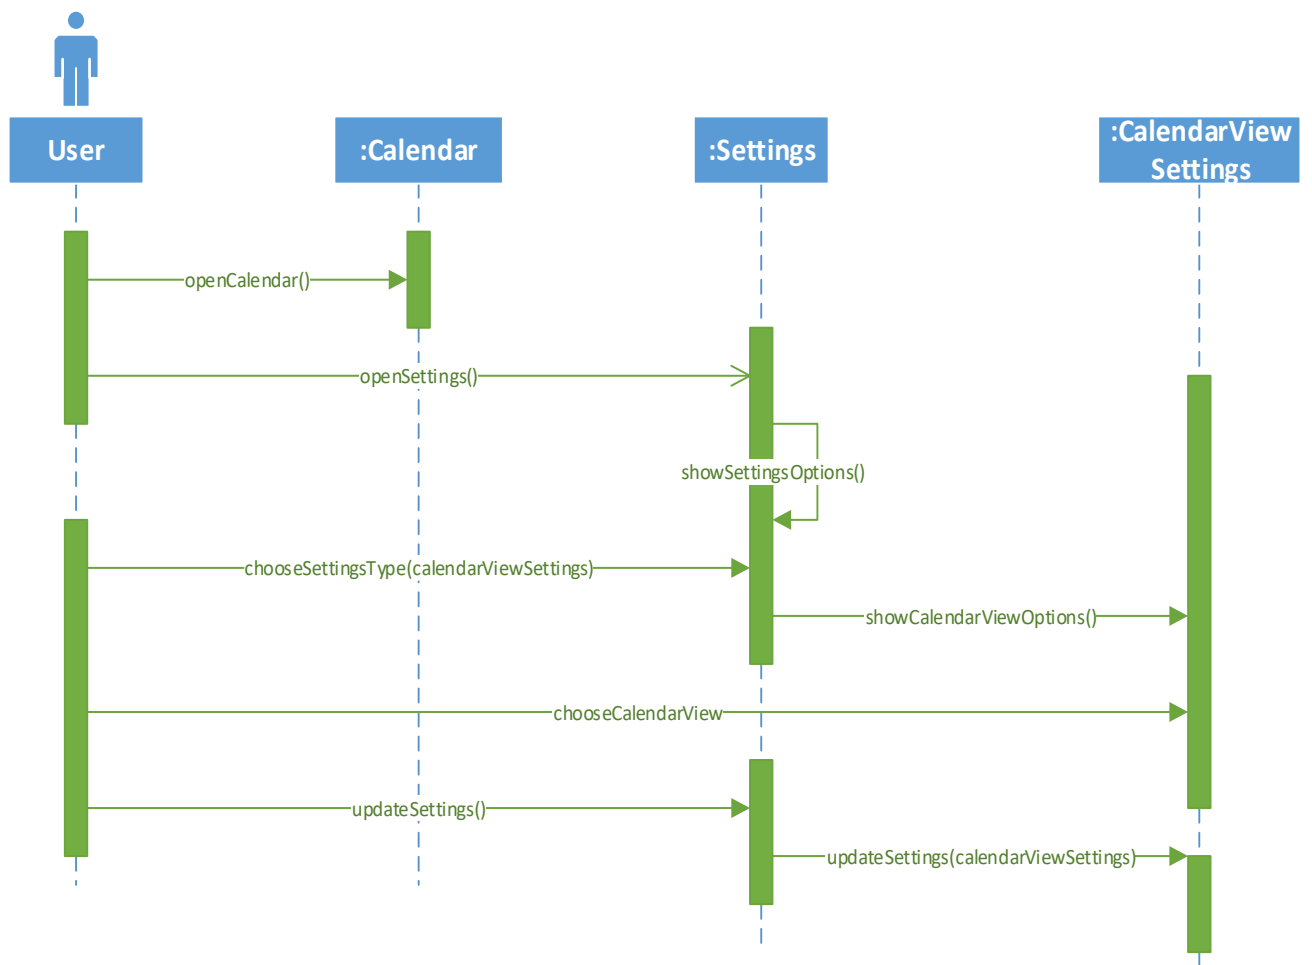 User
:Calendar
:Settings
:CalendarView
Settings
openCalendar()
openSettings()
showSettingsOptions()
chooseSettingsType(calendarViewSettings)
showCalendarViewOptions()
chooseCalendarView
updateSettings()
updateSettings(calendarViewSettings)